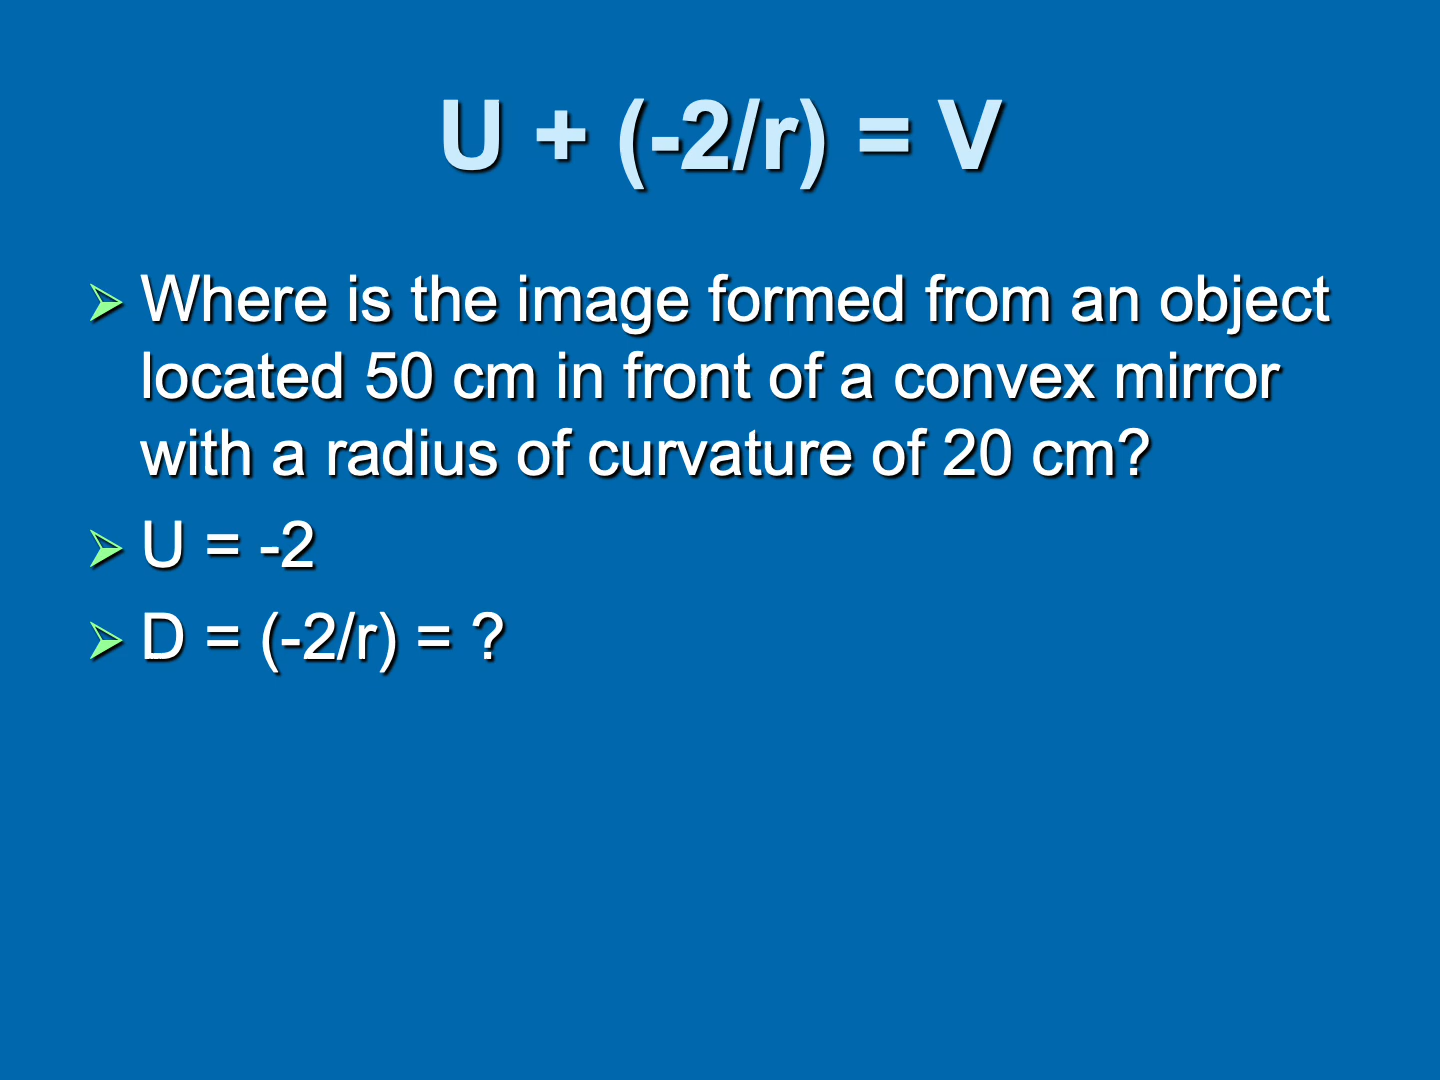 U + (-2/r) = V
Where is the image formed from an object
located 50 cm in front of a convex mirror
with a radius of curvature of 20 cm?
U = -2
D = (-2/r) = ?